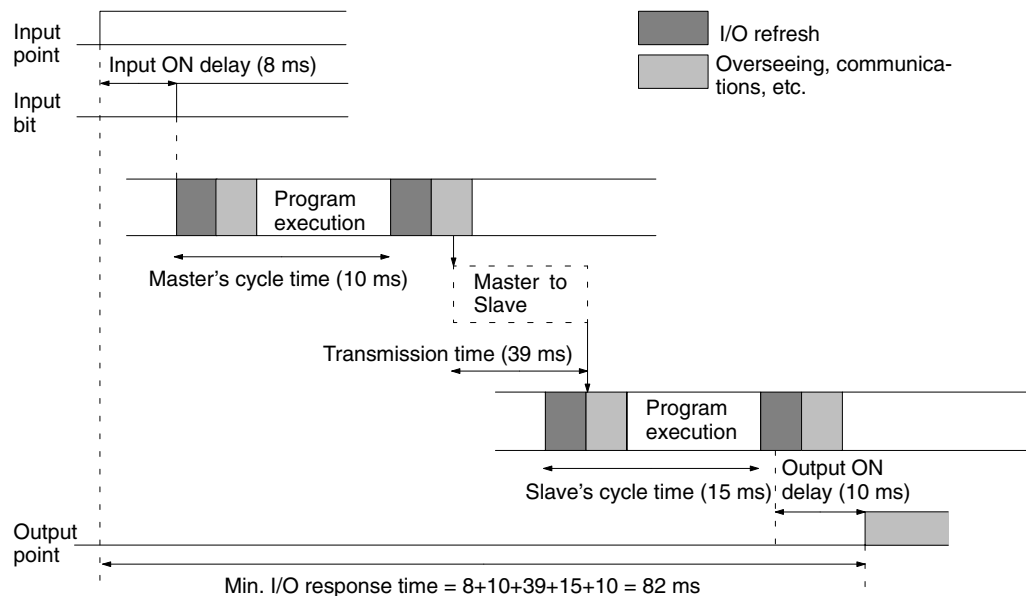 Input
point
I/O refresh
Input ON delay (8 ms)
Overseeing, communica-
tions, etc.
Input
bit
Program
execution
Master’s cycle time (10 ms)
Master to
Slave
Transmission time (39 ms)
Program
execution
Output ON
Slave’s cycle time (15 ms)
delay (10 ms)
Output
point
Min. I/O response time = 8+10+39+15+10 = 82 ms